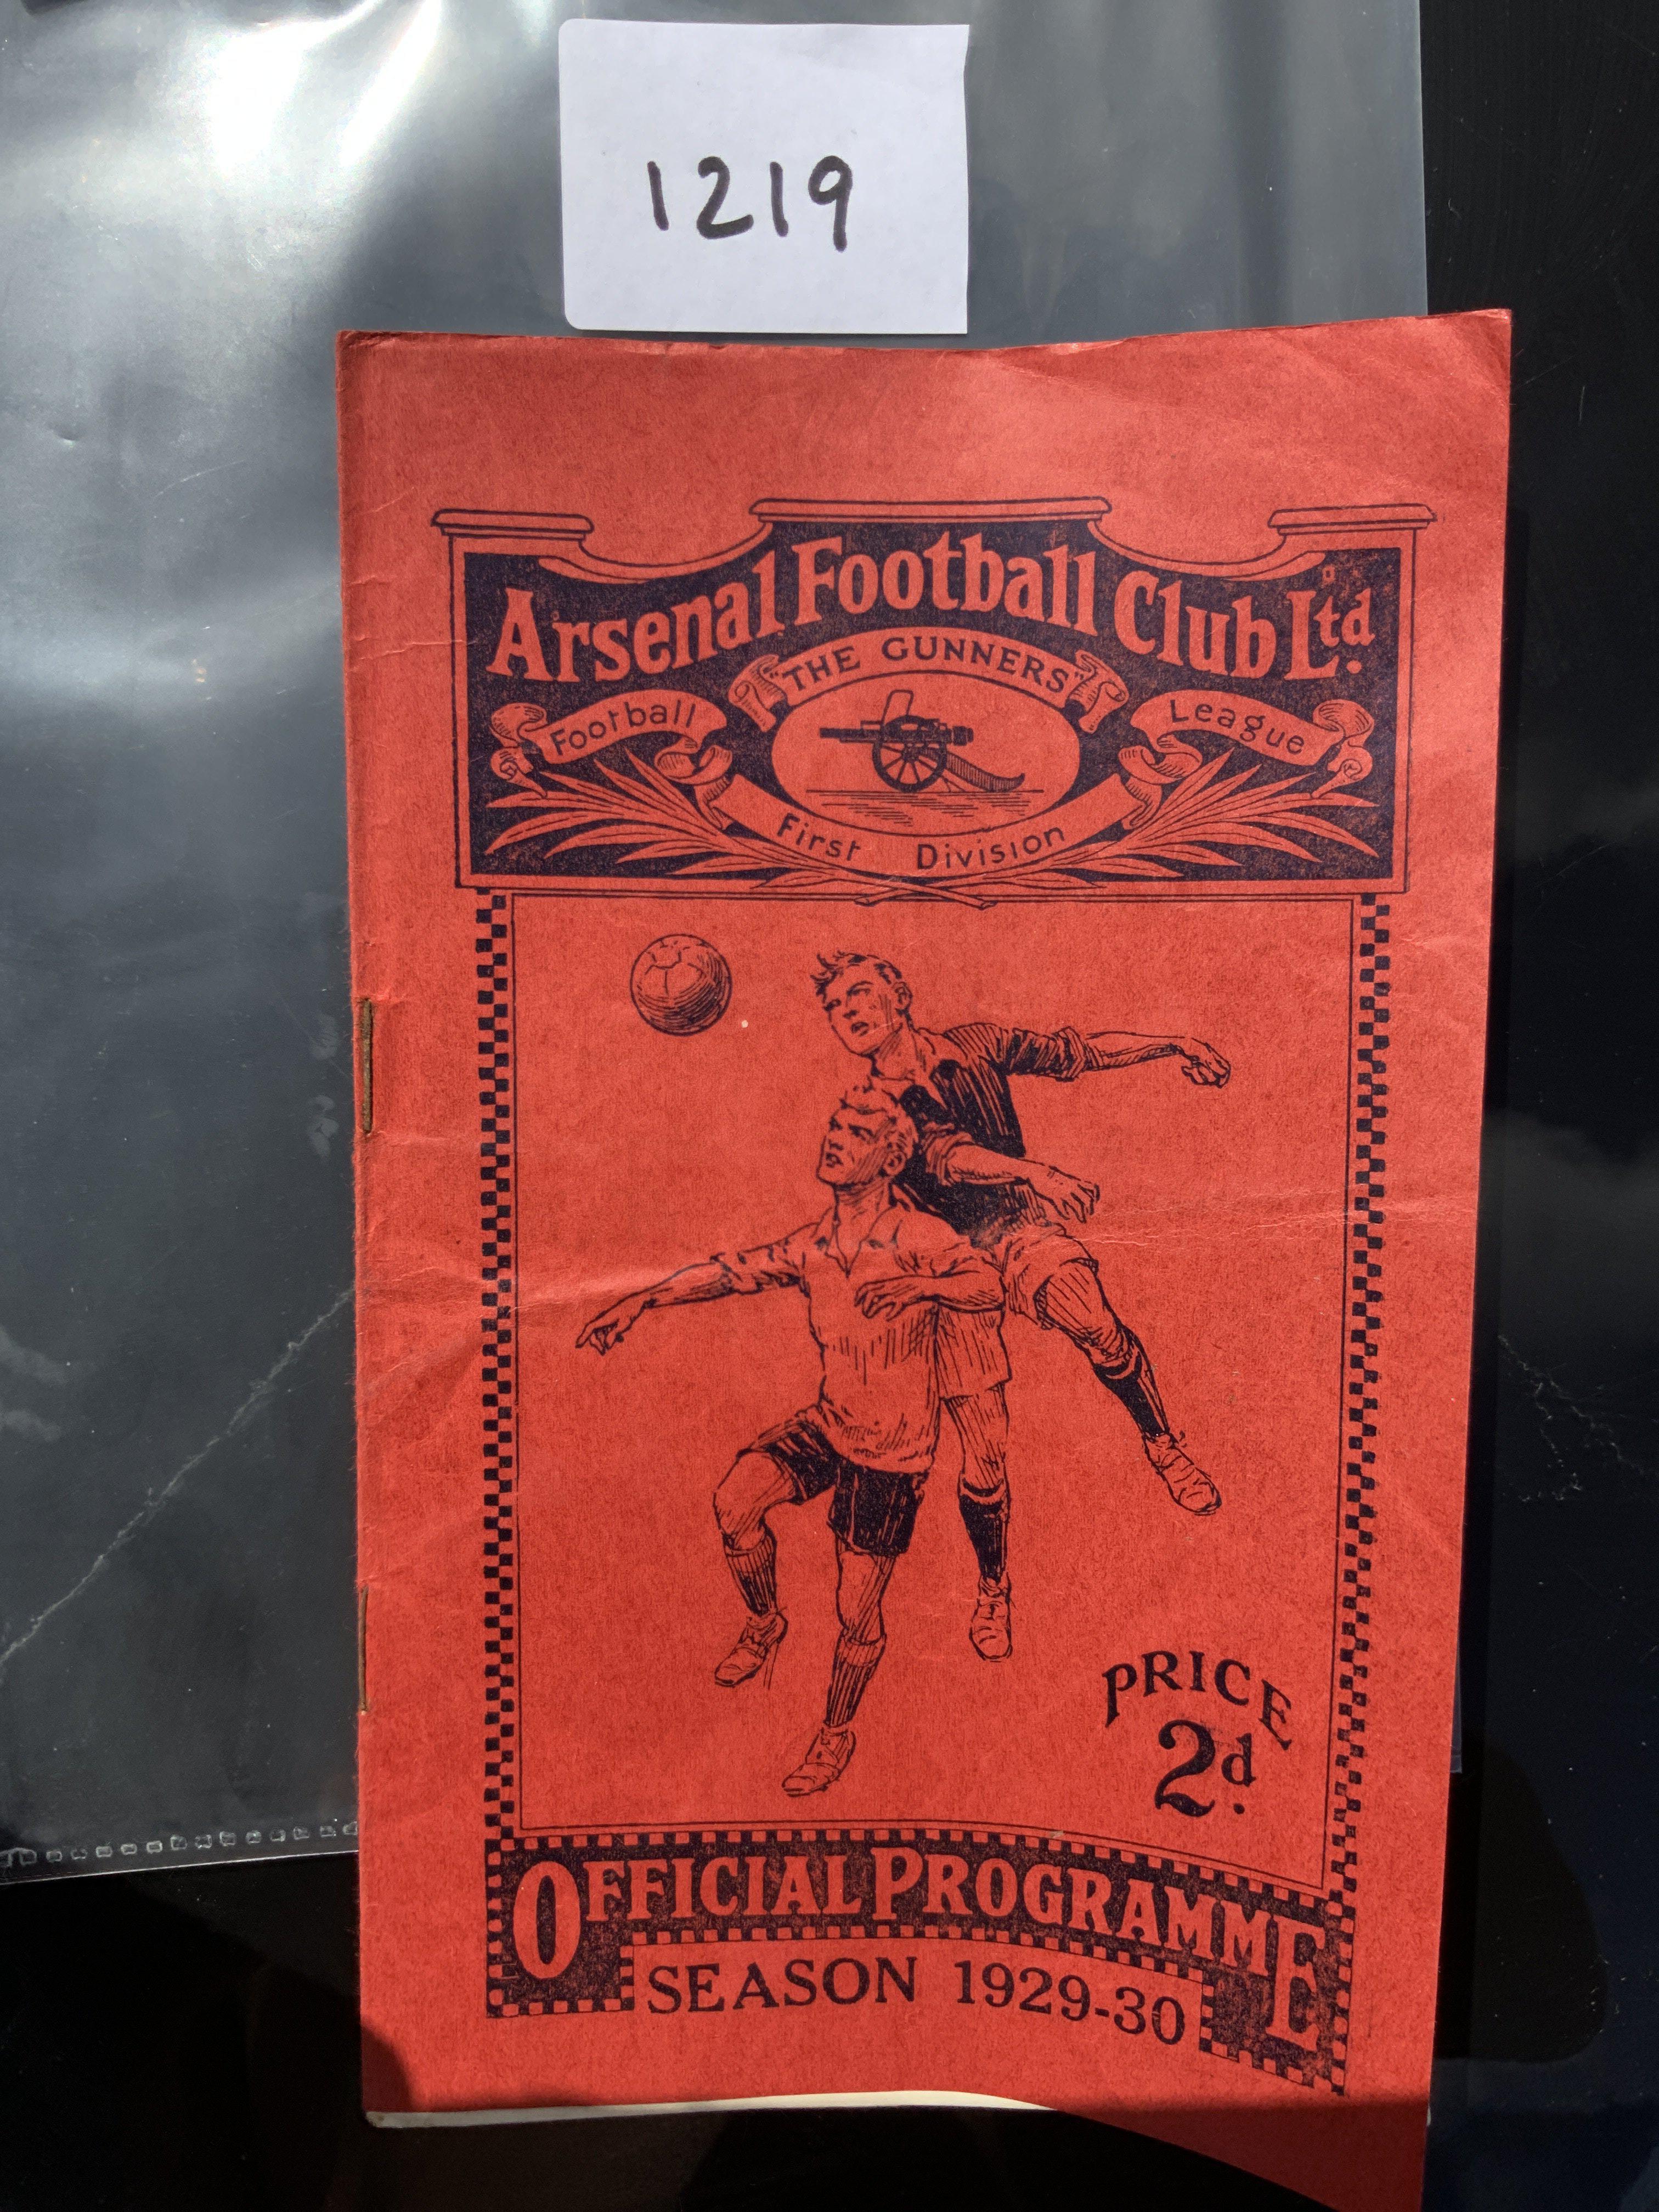 1219
Arsenal Football Club Ltd.
"THE GUNNERS"
Football League
First Division
PRICE
2d.
OFFICIAL PROGRAMME
SEASON 1929-30